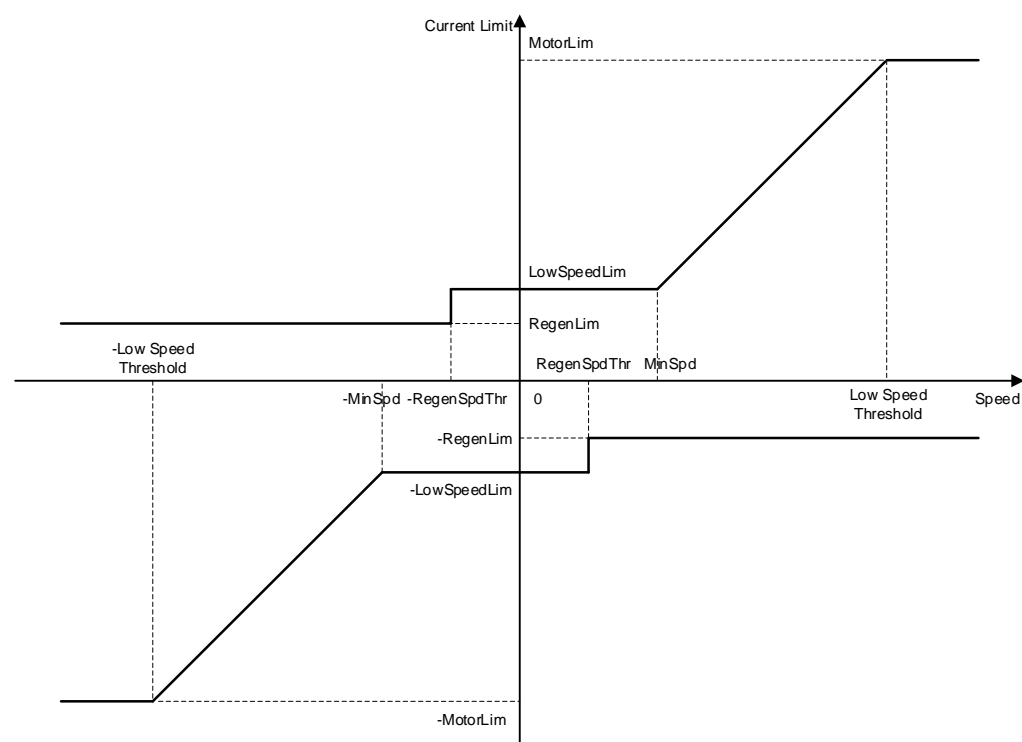 Current Limit
MotorLim
LowSpeedLim
RegenLim
-Low Speed
Threshold
RegenSpdThr
MinSpd
-MinSpd
-RegenSpdThr
0
Low Speed
Threshold
Speed
-RegenLim
-LowSpeedLim
-MotorLim